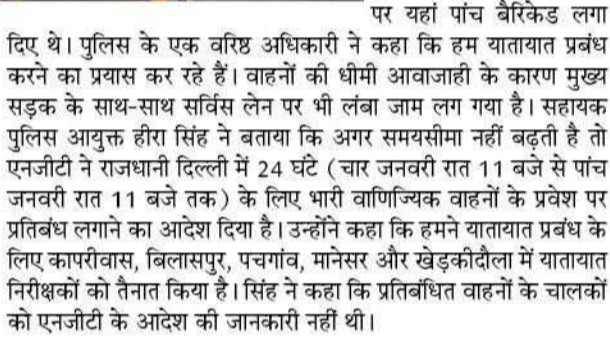 पर यहां पांच बैरिकेड लगा
दिए थे। पुलिस के एक वरिष्ठ अधिकारी ने कहा कि हम यातायात प्रबंध
करने का प्रयास कर रहे हैं। वाहनों की धीमी आवाजाही के कारण मुख्य
सड़क के साथ-साथ सर्विस लेन पर भी लंबा जाम लग गया है। सहायक
पुलिस आयुक्त हीरा सिंह ने बताया कि अगर समयसीमा नहीं बढ़ती है तो
एनजीटी ने राजधानी दिल्ली में 24 घंटे (चार जनवरी रात 11 बजे से पांच
जनवरी रात 11 बजे तक) के लिए भारी वाणिज्यिक वाहनों के प्रवेश पर
प्रतिबंध लगाने का आदेश दिया है। उन्होंने कहा कि हमने यातायात प्रबंध के
लिए कापरीवास, बिलासपुर, पचगांव, मानेसर और खेड़कीदौला में यातायात
निरीक्षकों को तैनात किया है। सिंह ने कहा कि प्रतिबंधित वाहनों के चालकों
को एनजीटी के आदेश की जानकारी नहीं थी।